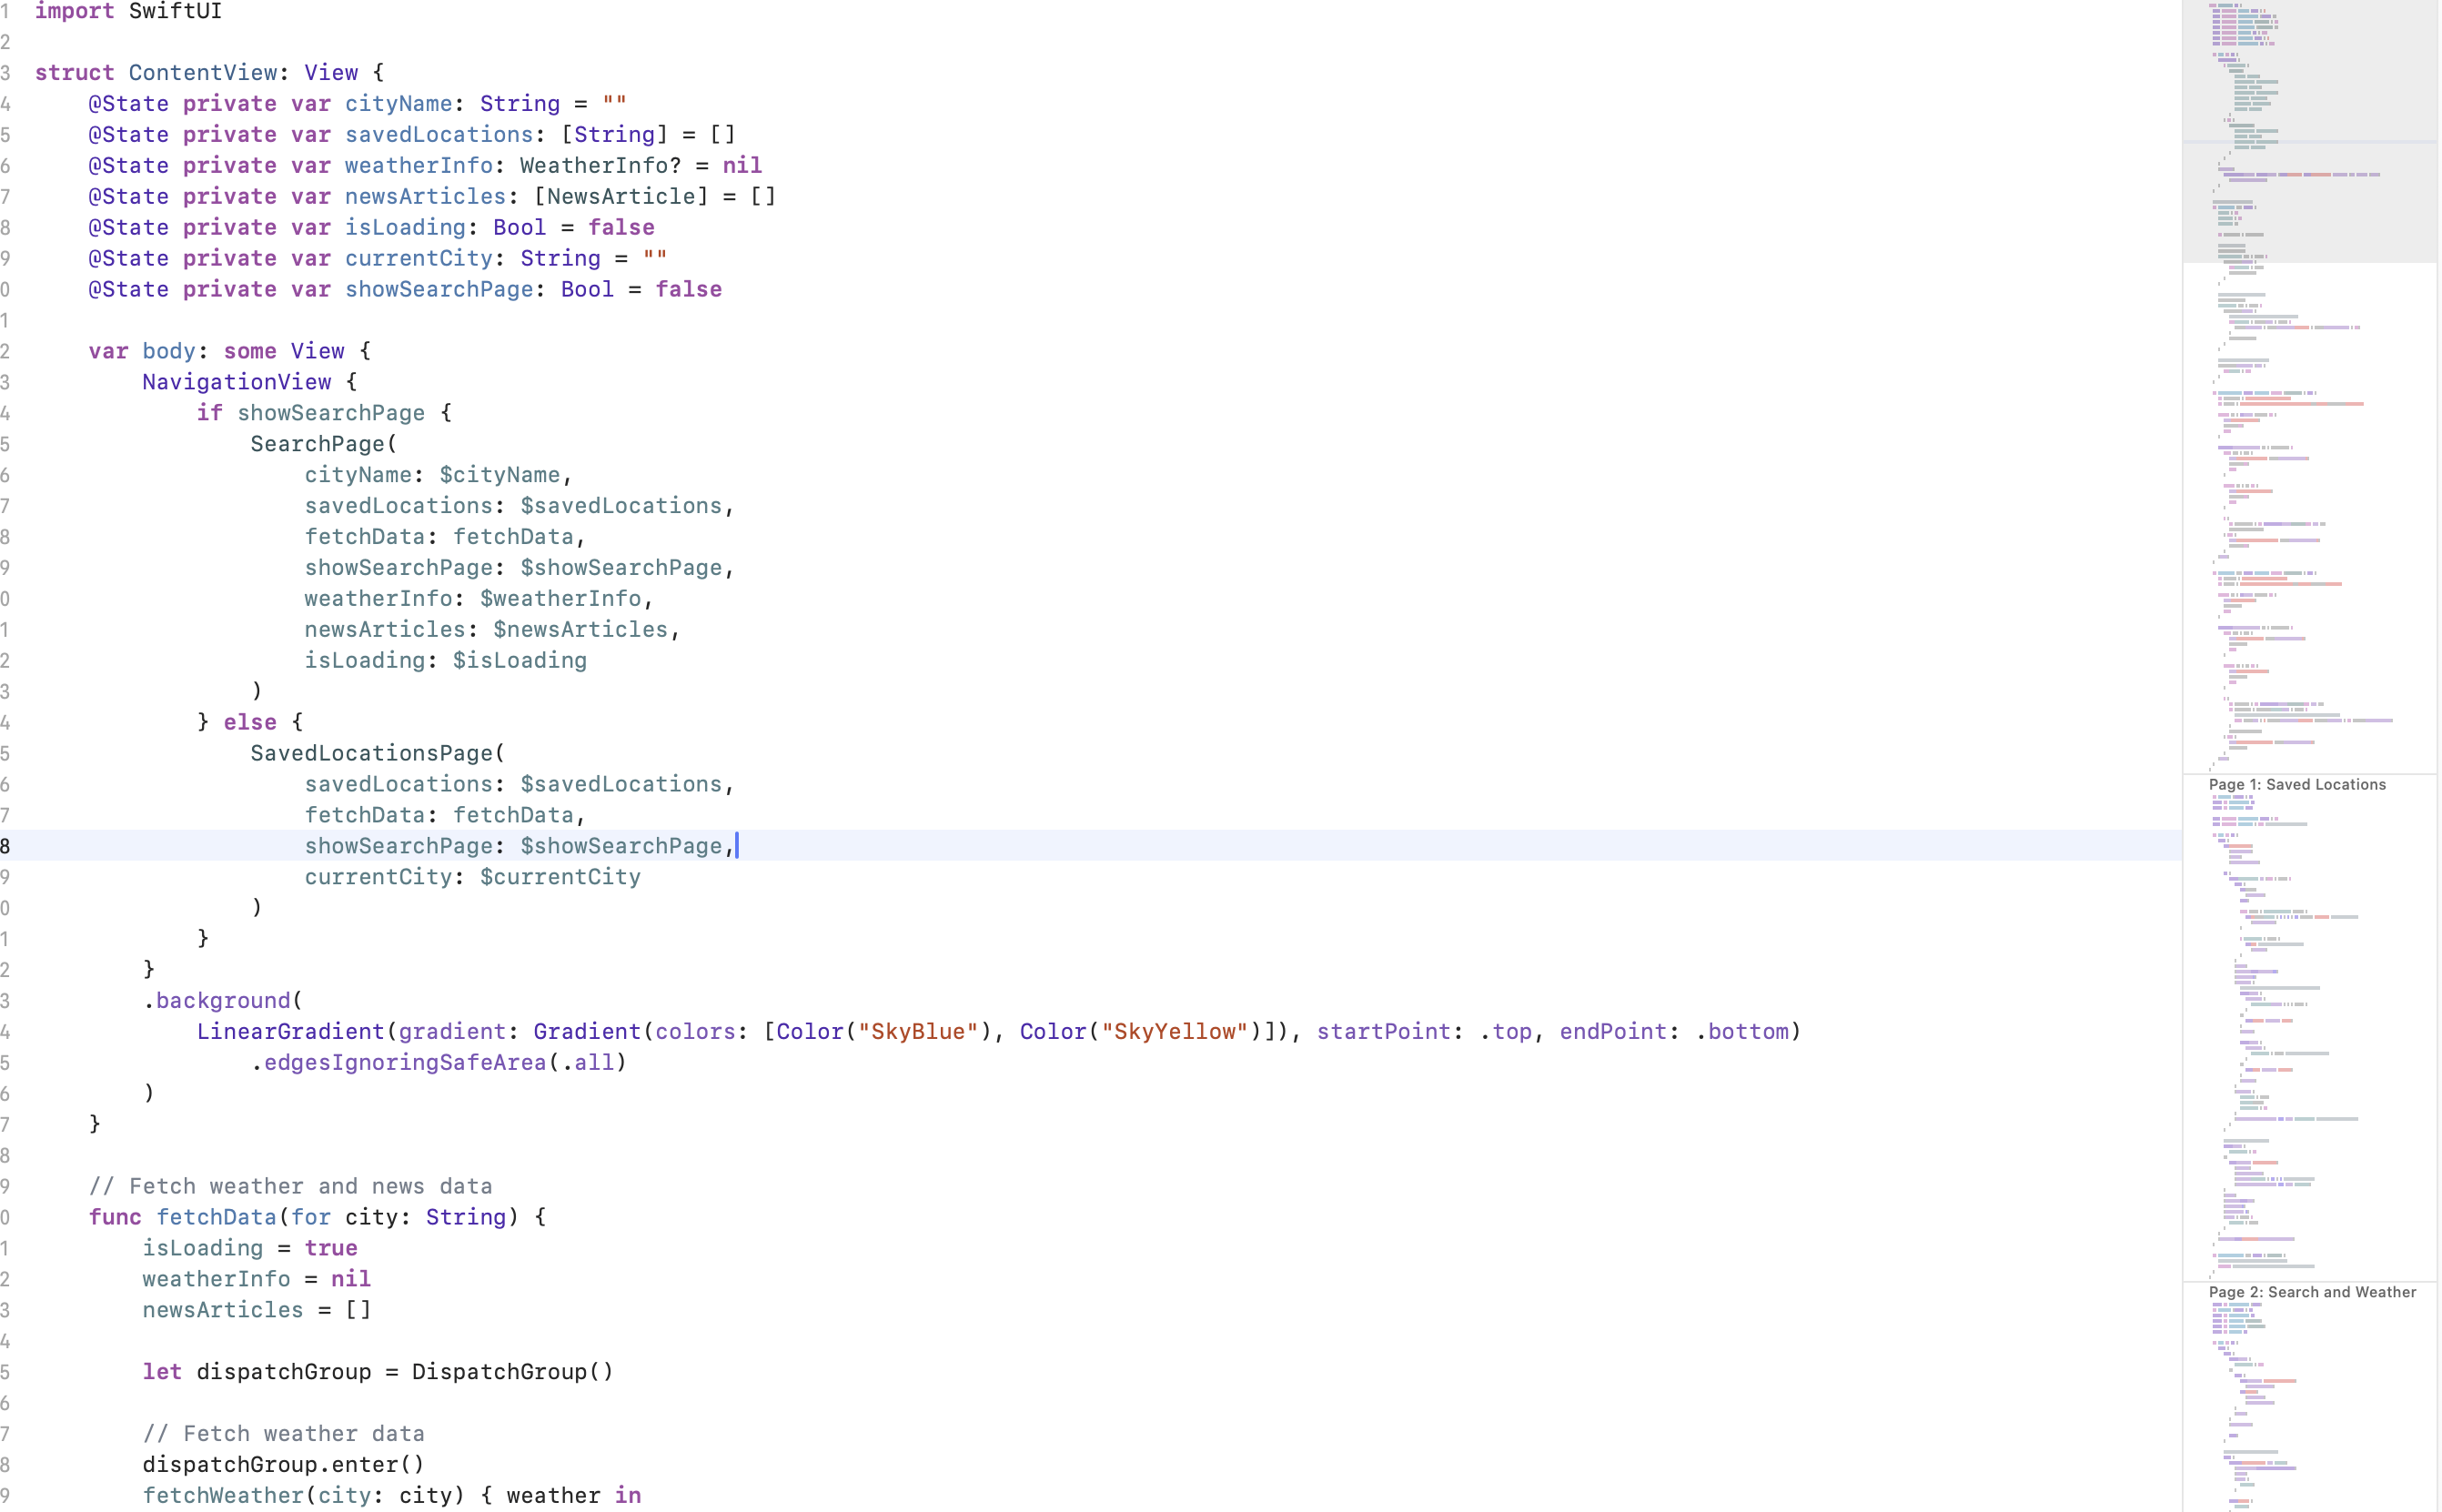 1 import SwiftUI
2
3 struct ContentView: View {
4     @State private var cityName: String = ""
5     @State private var savedLocations: [String] = []
6     @State private var weatherInfo: WeatherInfo? = nil
7     @State private var newsArticles: [NewsArticle] = []
8     @State private var isLoading: Bool = false
9     @State private var currentCity: String = ""
0     @State private var showSearchPage: Bool = false
1
2     var body: some View {
3         NavigationView {
4             if showSearchPage {
5                 SearchPage(
6                     cityName: $cityName,
7                     savedLocations: $savedLocations,
8                     fetchData: fetchData,
9                     showSearchPage: $showSearchPage,
0                     weatherInfo: $weatherInfo,
1                     newsArticles: $newsArticles,
2                     isLoading: $isLoading
3                 )
4             } else {
5                 SavedLocationsPage(
6                     savedLocations: $savedLocations,
7                     fetchData: fetchData,
8                     showSearchPage: $showSearchPage,
9                     currentCity: $currentCity
0                 )
1             }
2         }
3         .background(
4             LinearGradient(gradient: Gradient(colors: [Color("SkyBlue"), Color("SkyYellow")]), startPoint: .top, endPoint: .bottom)
5                 .edgesIgnoringSafeArea(.all)
6         )
7     }
8
9     // Fetch weather and news data
0     func fetchData(for city: String) {
1         isLoading = true
2         weatherInfo = nil
3         newsArticles = []
4
5         let dispatchGroup = DispatchGroup()
6
7         // Fetch weather data
8         dispatchGroup.enter()
9         fetchWeather(city: city) { weather in
Page 1: Saved Locations
Page 2: Search and Weather